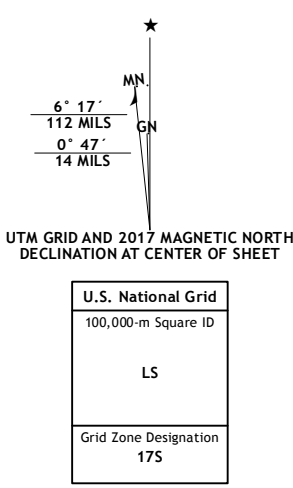 ★
MN.
6° 17´
112 MILS
GN
0° 47´
14 MILS
UTM GRID AND 2017 MAGNETIC NORTH
DECLINATION AT CENTER OF SHEET
U.S. National Grid
100,000-m Square ID
LS
Grid Zone Designation
17S